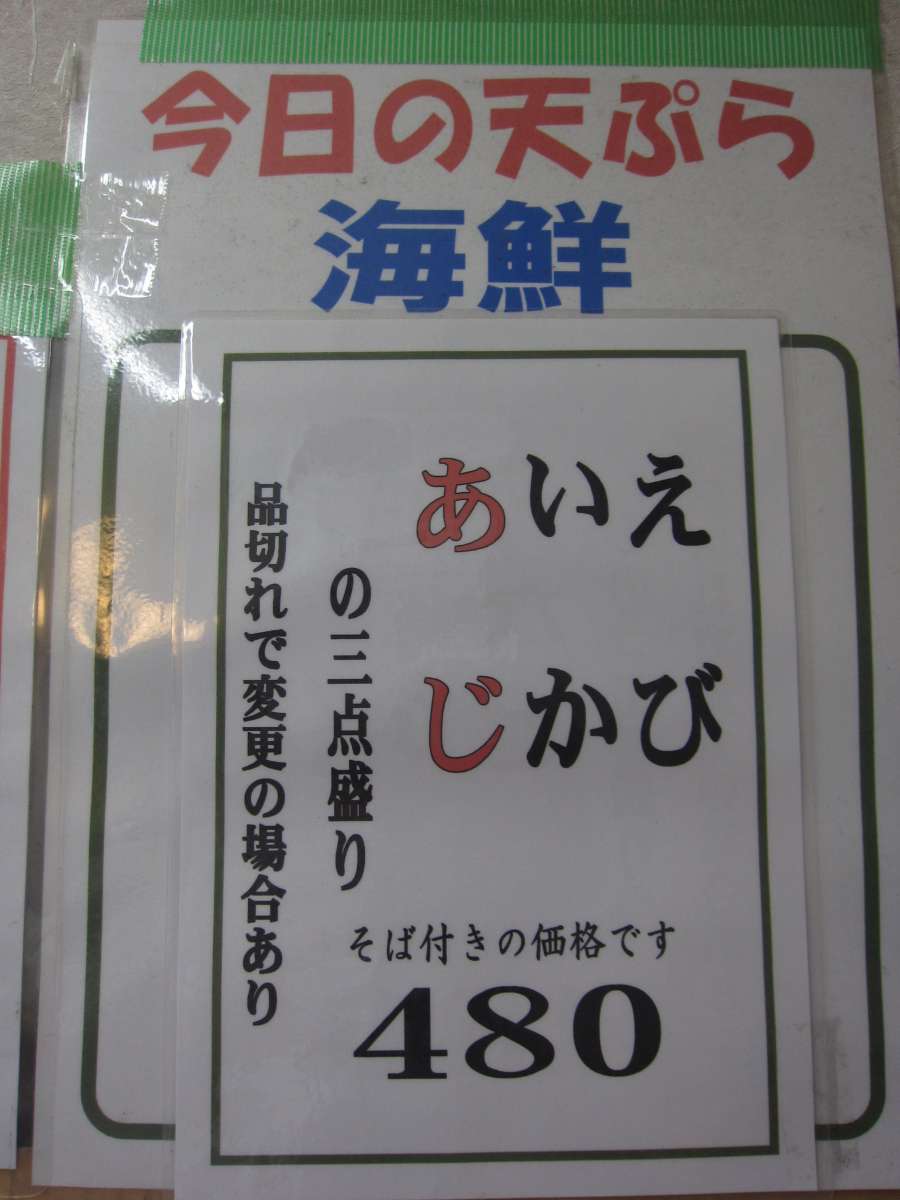 今日の天ぷら
海鮮
えび
いか
あじ
の三点盛り
品切れで変更の場合あり
そば付きの価格です
480